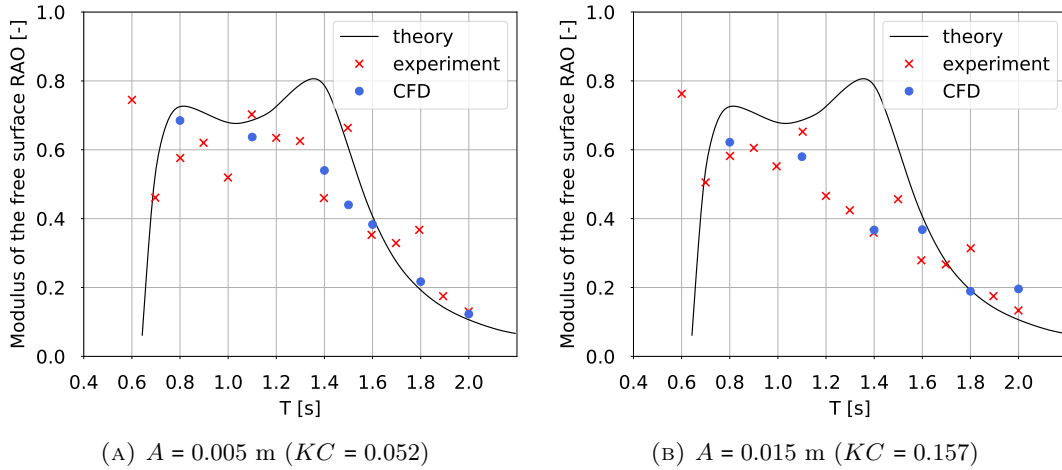 Modulus of the free surface RAO [-]
1.0
0.8
0.6
0.4
0.2
0.0
theory
experiment
CFD
0.4 0.6 0.8 1.0 1.2 1.4 1.6 1.8 2.0
T [s]
(A) A = 0.005 m (KC = 0.052)
Modulus of the free surface RAO [-]
1.0
0.8
0.6
0.4
0.2
0.0
theory
experiment
CFD
0.4 0.6 0.8 1.0 1.2 1.4 1.6 1.8 2.0
T [s]
(B) A = 0.015 m (KC = 0.157)